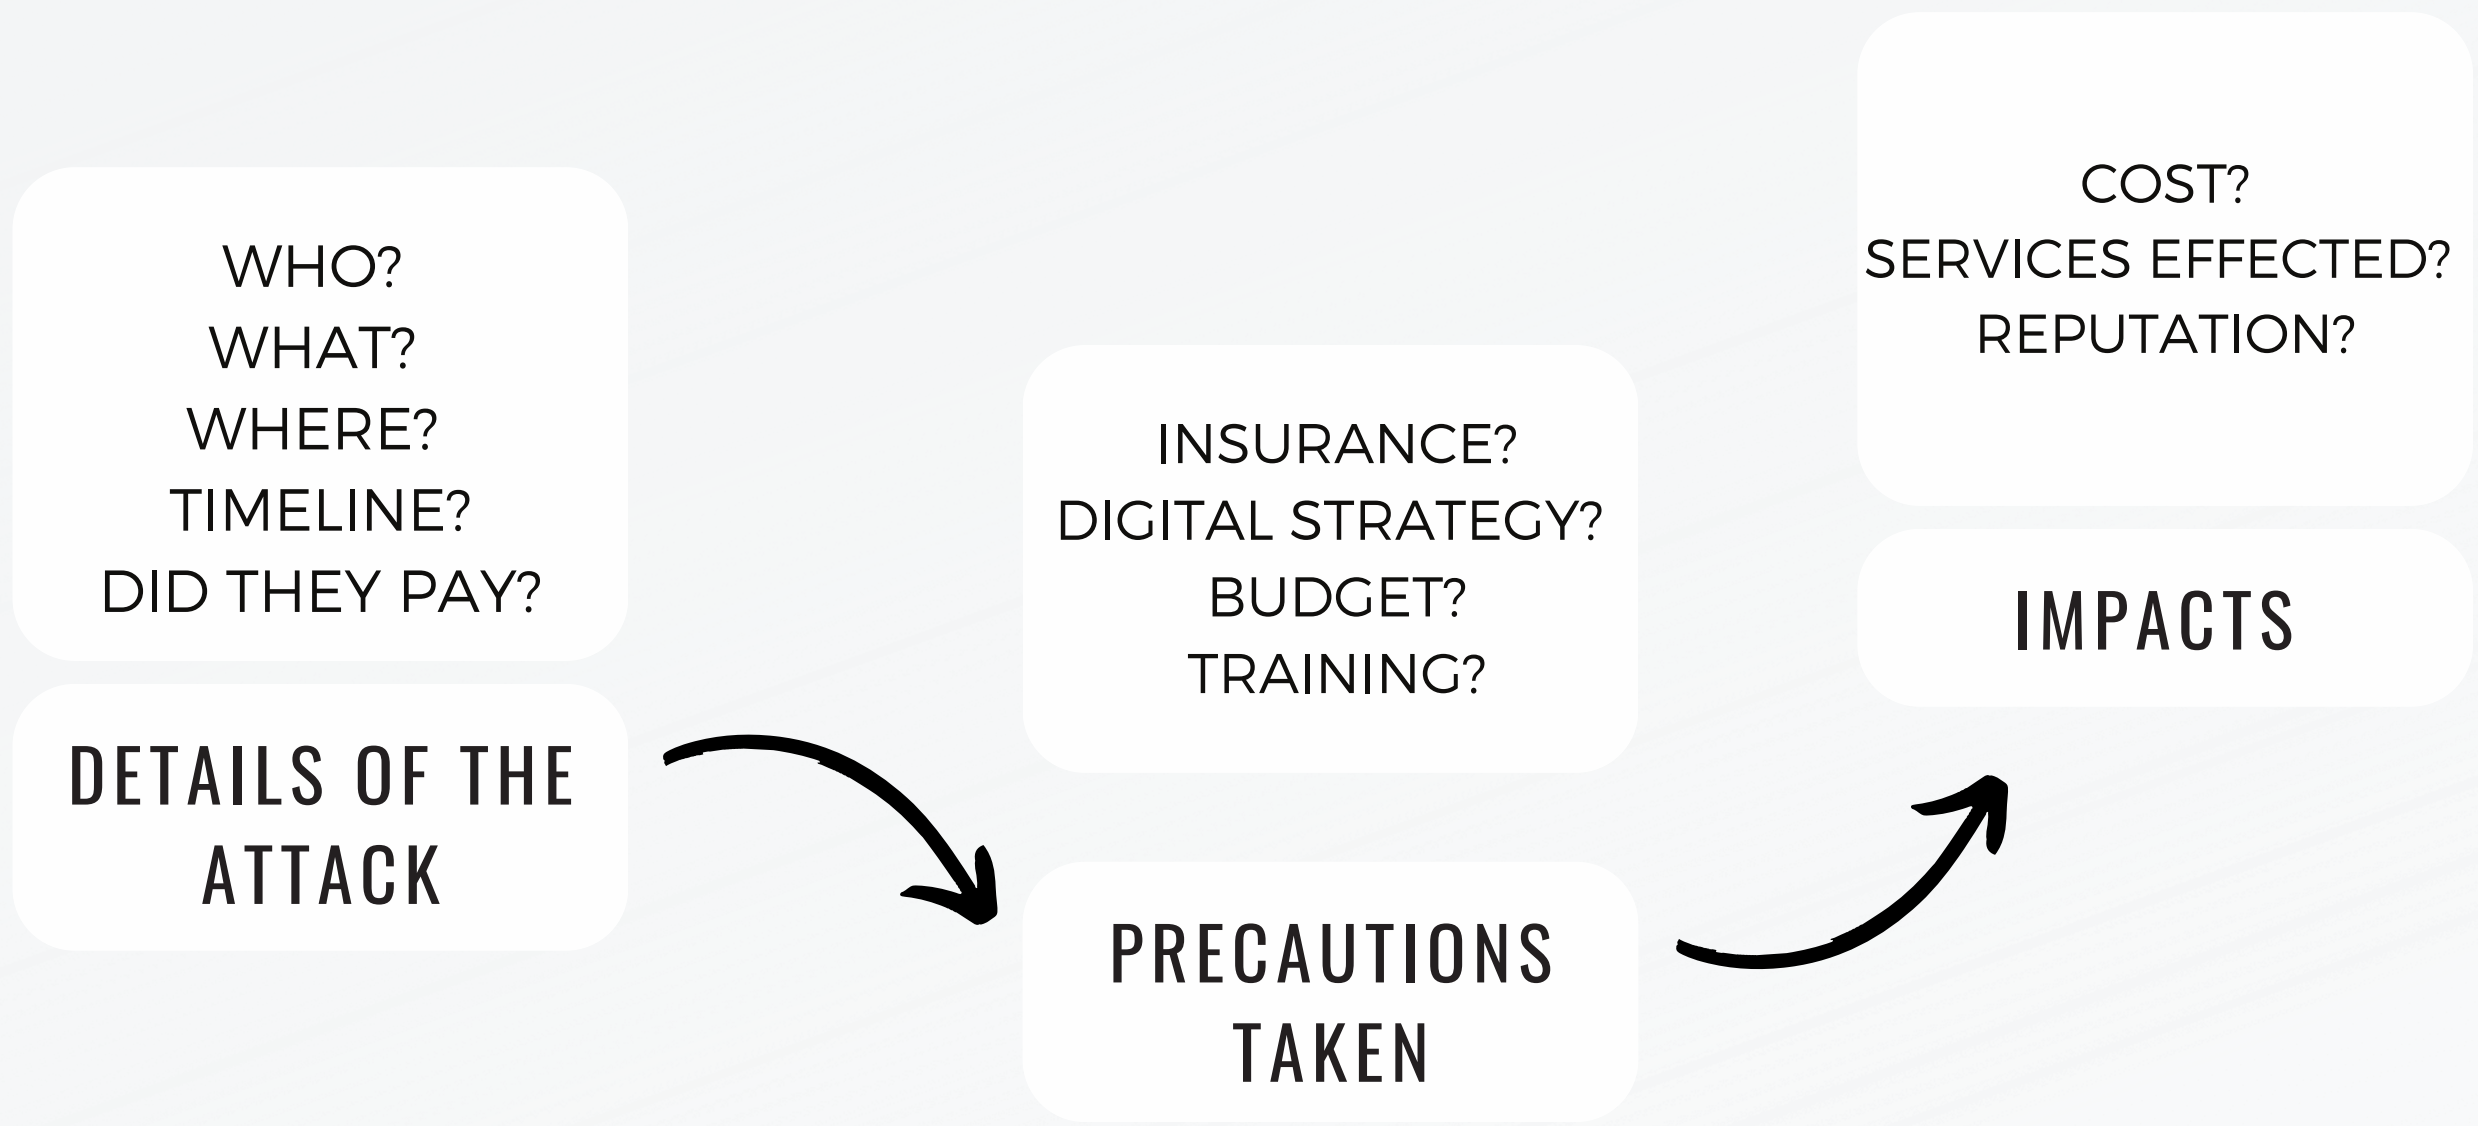 WHO?
WHAT?
WHERE?
TIMELINE?
DID THEY PAY?
DETAILS OF THE
ATTACK
INSURANCE?
DIGITAL STRATEGY?
BUDGET?
TRAINING?
PRECAUTIONS
TAKEN
COST?
SERVICES EFFECTED?
REPUTATION?
IMPACTS